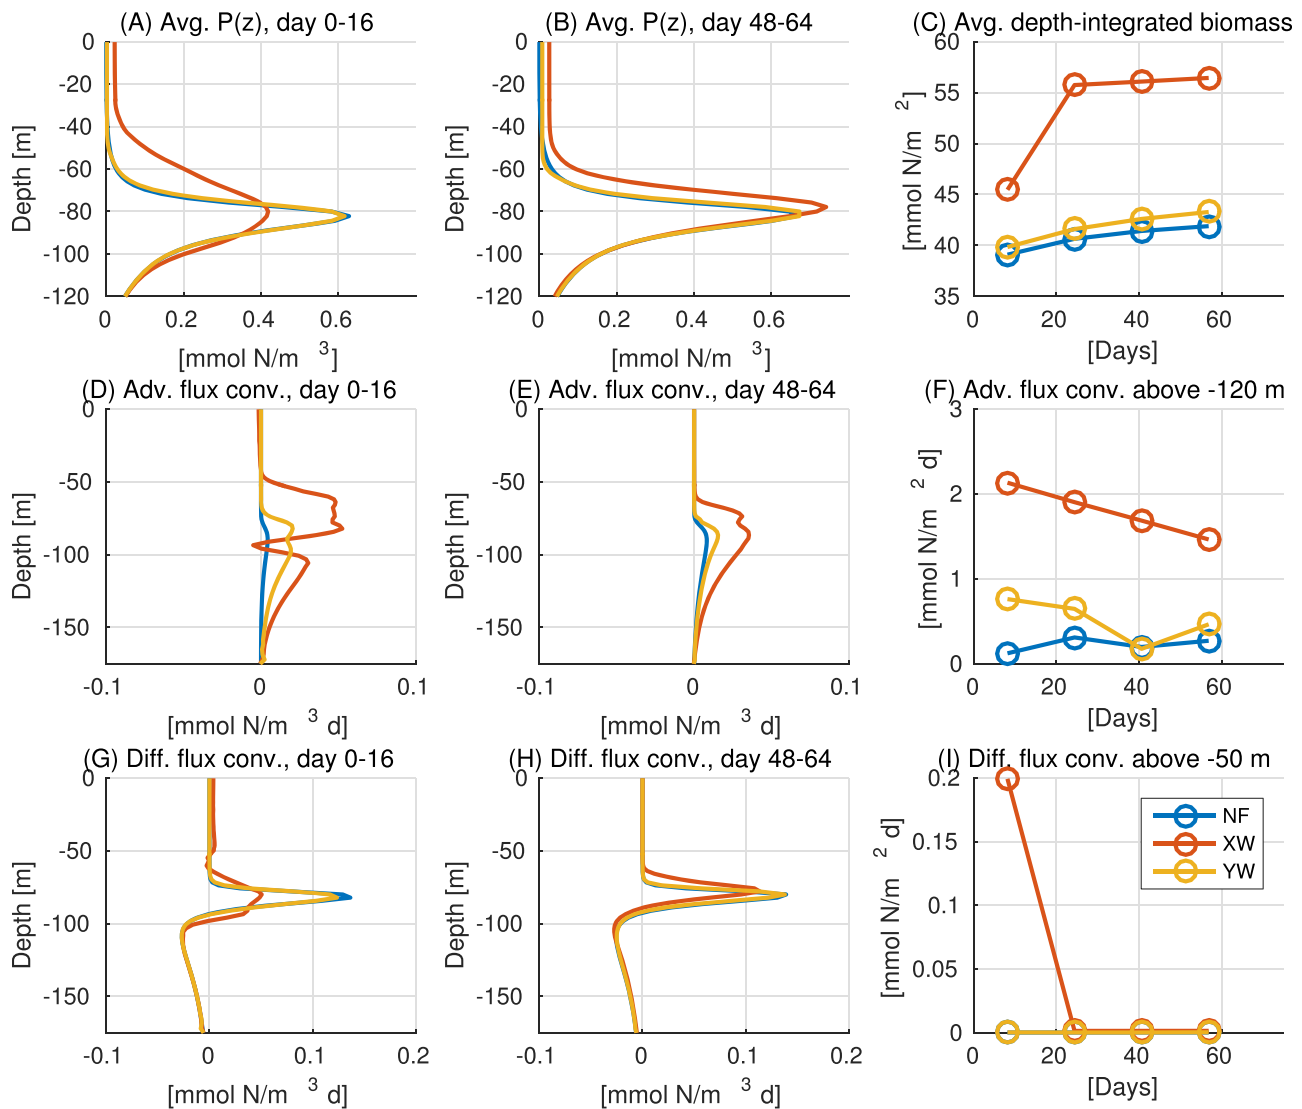 (A) Avg. P(z), day 0-16
0
-20
-40
-60
-80
-100
-120
Depth [m]
0 0.2 0.4 0.6
[mmol N/m 3]
(B) Avg. P(z), day 48-64
0
-20
-40
-60
-80
-100
-120
Depth [m]
0 0.2 0.4 0.6
[mmol N/m 3]
(C) Avg. depth-integrated biomass
60
55
50
45
40
35
[mmol N/m 2]
0 20 40 60
[Days]
(D) Adv. flux conv., day 0-16
0
-50
-100
-150
Depth [m]
-0.1 0 0.1
[mmol N/m 3 d]
(E) Adv. flux conv., day 48-64
0
-50
-100
-150
Depth [m]
-0.1 0 0.1
[mmol N/m 3 d]
(F) Adv. flux conv. above -120 m
3
2
1
0
[mmol N/m 2 d]
0 20 40 60
[Days]
(G) Diff. flux conv., day 0-16
0
-50
-100
-150
Depth [m]
-0.1 0 0.1 0.2
[mmol N/m 3 d]
(H) Diff. flux conv., day 48-64
0
-50
-100
-150
Depth [m]
-0.1 0 0.1 0.2
[mmol N/m 3 d]
(I) Diff. flux conv. above -50 m
0.2
0.15
0.1
0.05
0
[mmol N/m 2 d]
NF
XW
YW
0 20 40 60
[Days]